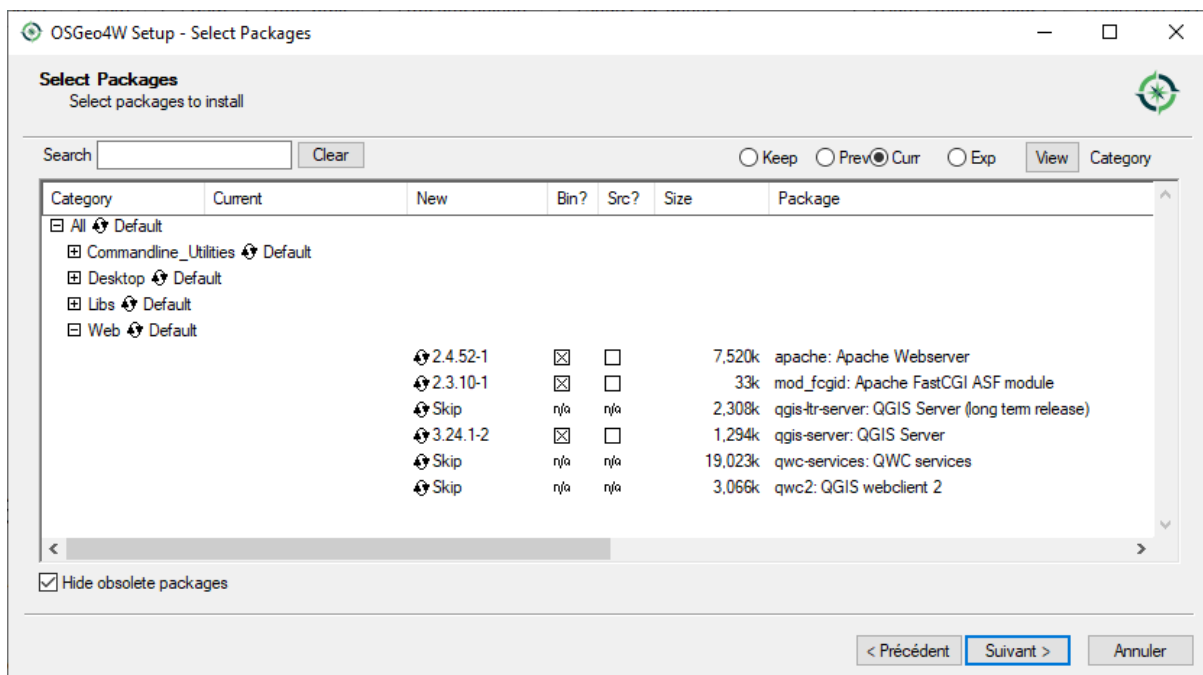 OSGeo4W Setup - Select Packages
Select Packages
Select packages to install
Search Clear Keep Prev Curr Exp View Category
Category Current New Bin? Src? Size Package
All Default
Commandline_Utilities Default
Desktop Default
Libs Default
Web Default
2.4.52-1 7,520k apache: Apache Webserver
2.3.10-1 33k mod_fcgid: Apache FastCGI ASF module
Skip n/a n/a 2,308k qgis-ltr-server: QGIS Server (long term release)
3.24.1-2 1,294k qgis-server: QGIS Server
Skip n/a n/a 19,023k qwc-services: QWC services
Skip n/a n/a 3,066k qwc2: QGIS webclient 2
Hide obsolete packages
< Précédent Suivant > Annuler